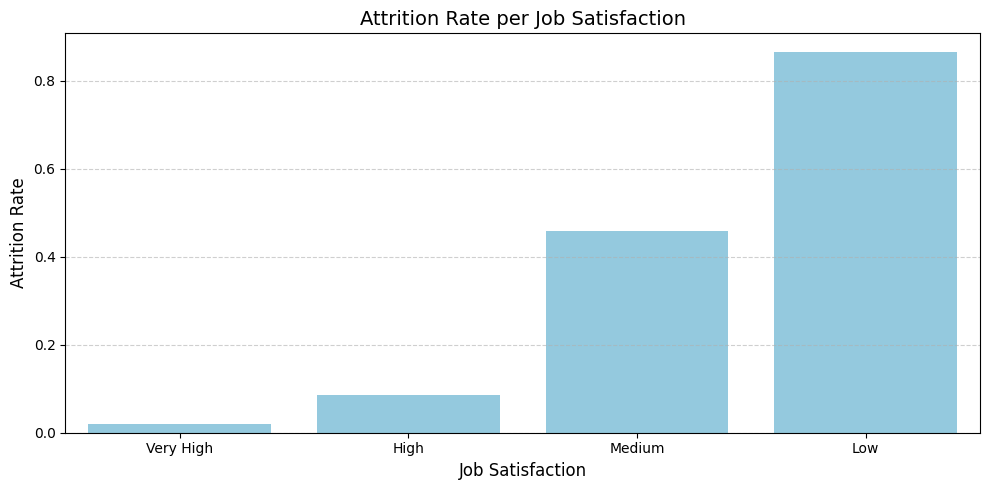 Attrition Rate per Job Satisfaction
Attrition Rate
0.8
0.6
0.4
0.2
0.0
Very High High Medium Low
Job Satisfaction